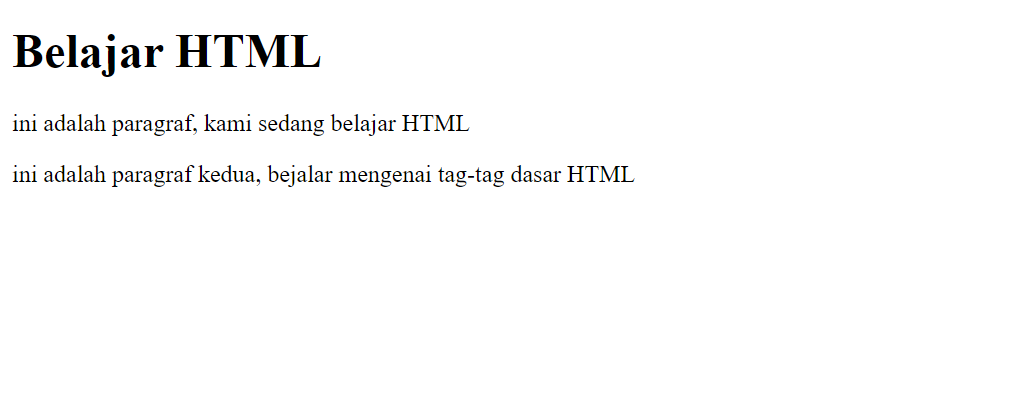 Belajar HTML
ini adalah paragraf, kami sedang belajar HTML
ini adalah paragraf kedua, bejalar mengenai tag-tag dasar HTML